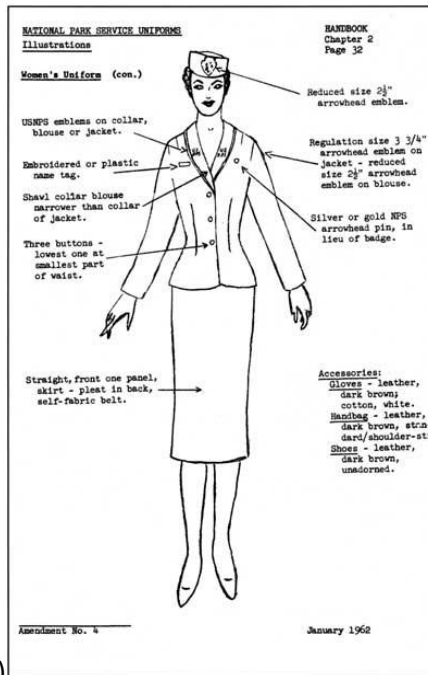 NATIONAL PARK SERVICE UNIFORMS
Illustrations
HANDBOOK
Chapter 2
Page 32
Women's Uniform (con.)
Reduced size 2½"
arrowhead emblem.
USNPS emblems on collar,
blouse or jacket.
Regulation size 3 3/4"
arrowhead emblem on
jacket - reduced
size 2½" arrowhead
emblem on blouse.
Embroidered or plastic
name tag.
Shawl collar blouse
narrower than collar
of jacket.
Silver or gold NPS
arrowhead pin, in
lieu of badge.
Three buttons -
lowest one at
smallest part
of waist.
Straight, front one panel,
skirt - pleat in back,
self-fabric belt.
Accessories:
Gloves - leather,
dark brown;
cotton, white.
Handbag - leather,
dark brown, stan-
dard/shoulder-st
Shoes - leather,
dark brown,
unadorned.
Amendment No. 4
January 1962